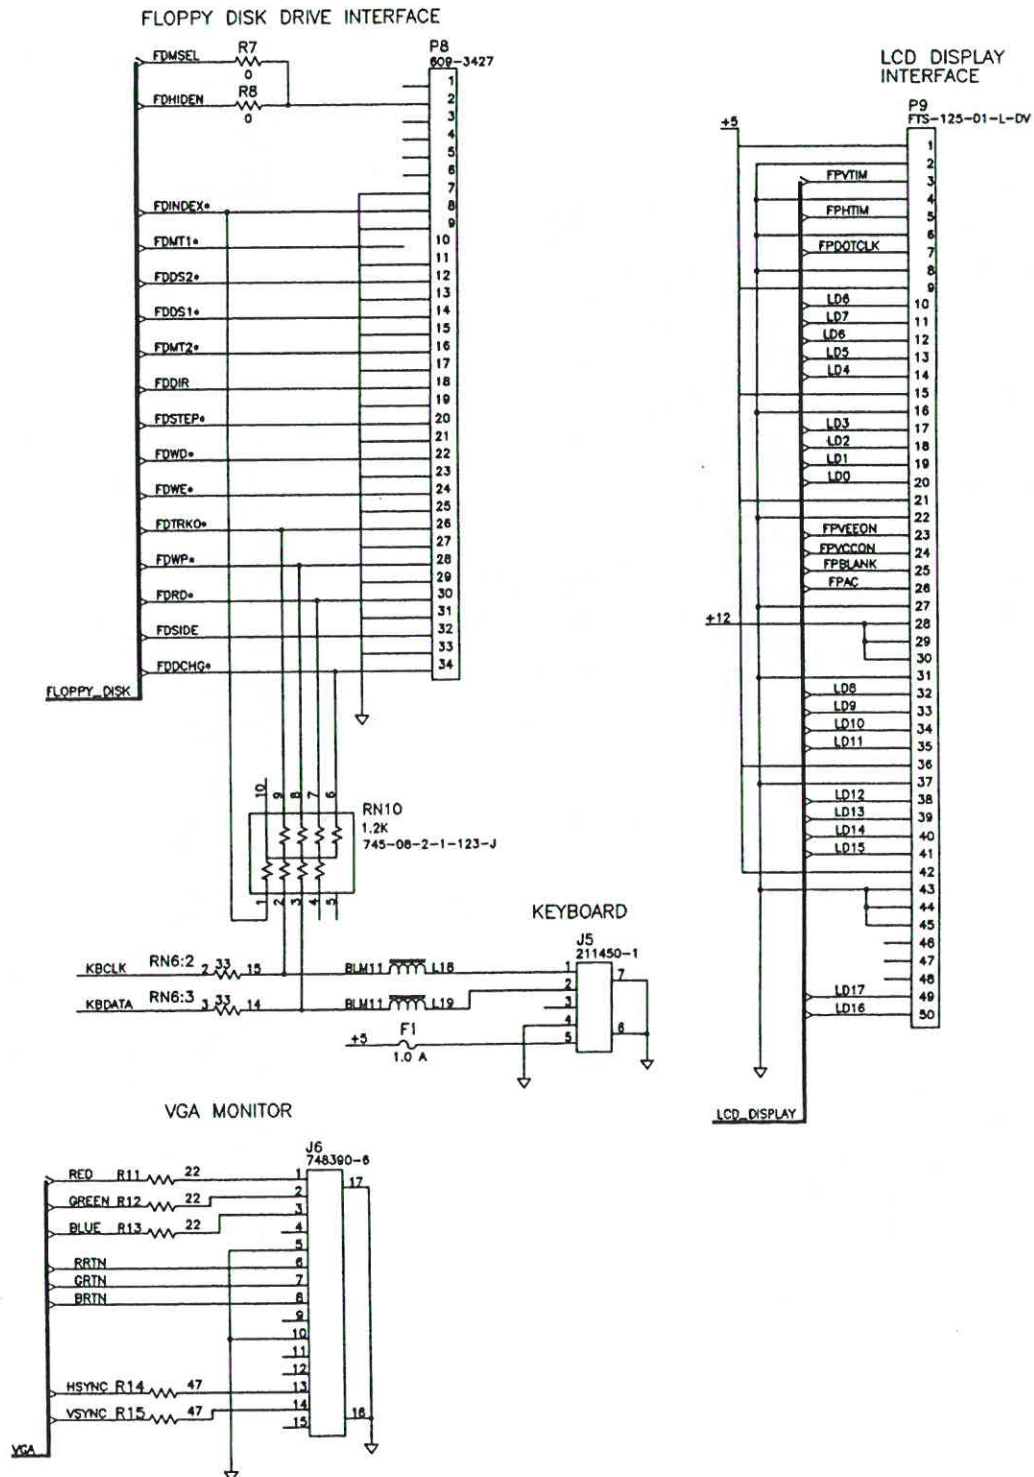 FLOPPY DISK DRIVE INTERFACE
P8
609-3427
FDMSEL R7
0
FDHIDEN R8
0
1
2
3
4
5
6
7
FDINDEX* 8
9
FDMT1* 10
11
FDDS2* 12
13
FDDS1* 14
15
FDMT2* 16
17
FDDIR 18
19
FDSTEP* 20
21
FDWD* 22
23
FDWE* 24
25
FDTRK0* 26
27
FDWP* 28
29
FDRD* 30
31
FDSIDE 32
33
FDDCHG* 34
FLOPPY_DISK
10 9 8 7 6
RN10
1.2K
745-08-2-1-123-J
1 2 3 4 5
KEYBOARD
J5
211450-1
KBCLK RN6:2 2 33 15 BLM11 L18 1
KBDATA RN6:3 3 33 14 BLM11 L19 2
3
4
+5 F1 5
1.0 A
7
6
LCD DISPLAY
INTERFACE
P9
FTS-125-01-L-DV
+5
1
2
FPVTIM 3
4
FPHTIM 5
6
FPDOTCLK 7
8
9
LD6 10
LD7 11
LD6 12
LD5 13
LD4 14
15
16
LD3 17
LD2 18
LD1 19
LD0 20
21
22
FPVEEON 23
FPVCCON 24
FPBLANK 25
FPAC 26
27
+12 28
29
30
31
LD8 32
LD9 33
LD10 34
LD11 35
36
37
LD12 38
LD13 39
LD14 40
LD15 41
42
43
44
45
46
47
48
LD17 49
LD16 50
LCD_DISPLAY
VGA MONITOR
J6
748390-6
RED R11 22 1
GREEN R12 22 2
BLUE R13 22 3
4
5
RRTN 6
GRTN 7
BRTN 8
9
10
11
12
HSYNC R14 47 13
VSYNC R15 47 14
15
17
16
VGA